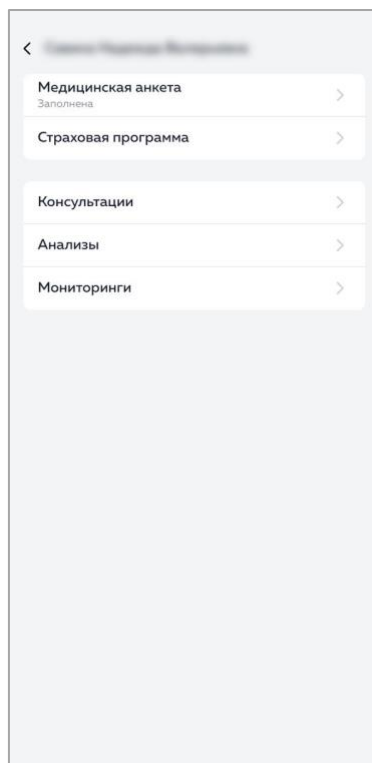 Медицинская анкета
Заполнена
Страховая программа
Консультации
Анализы
Мониторинги